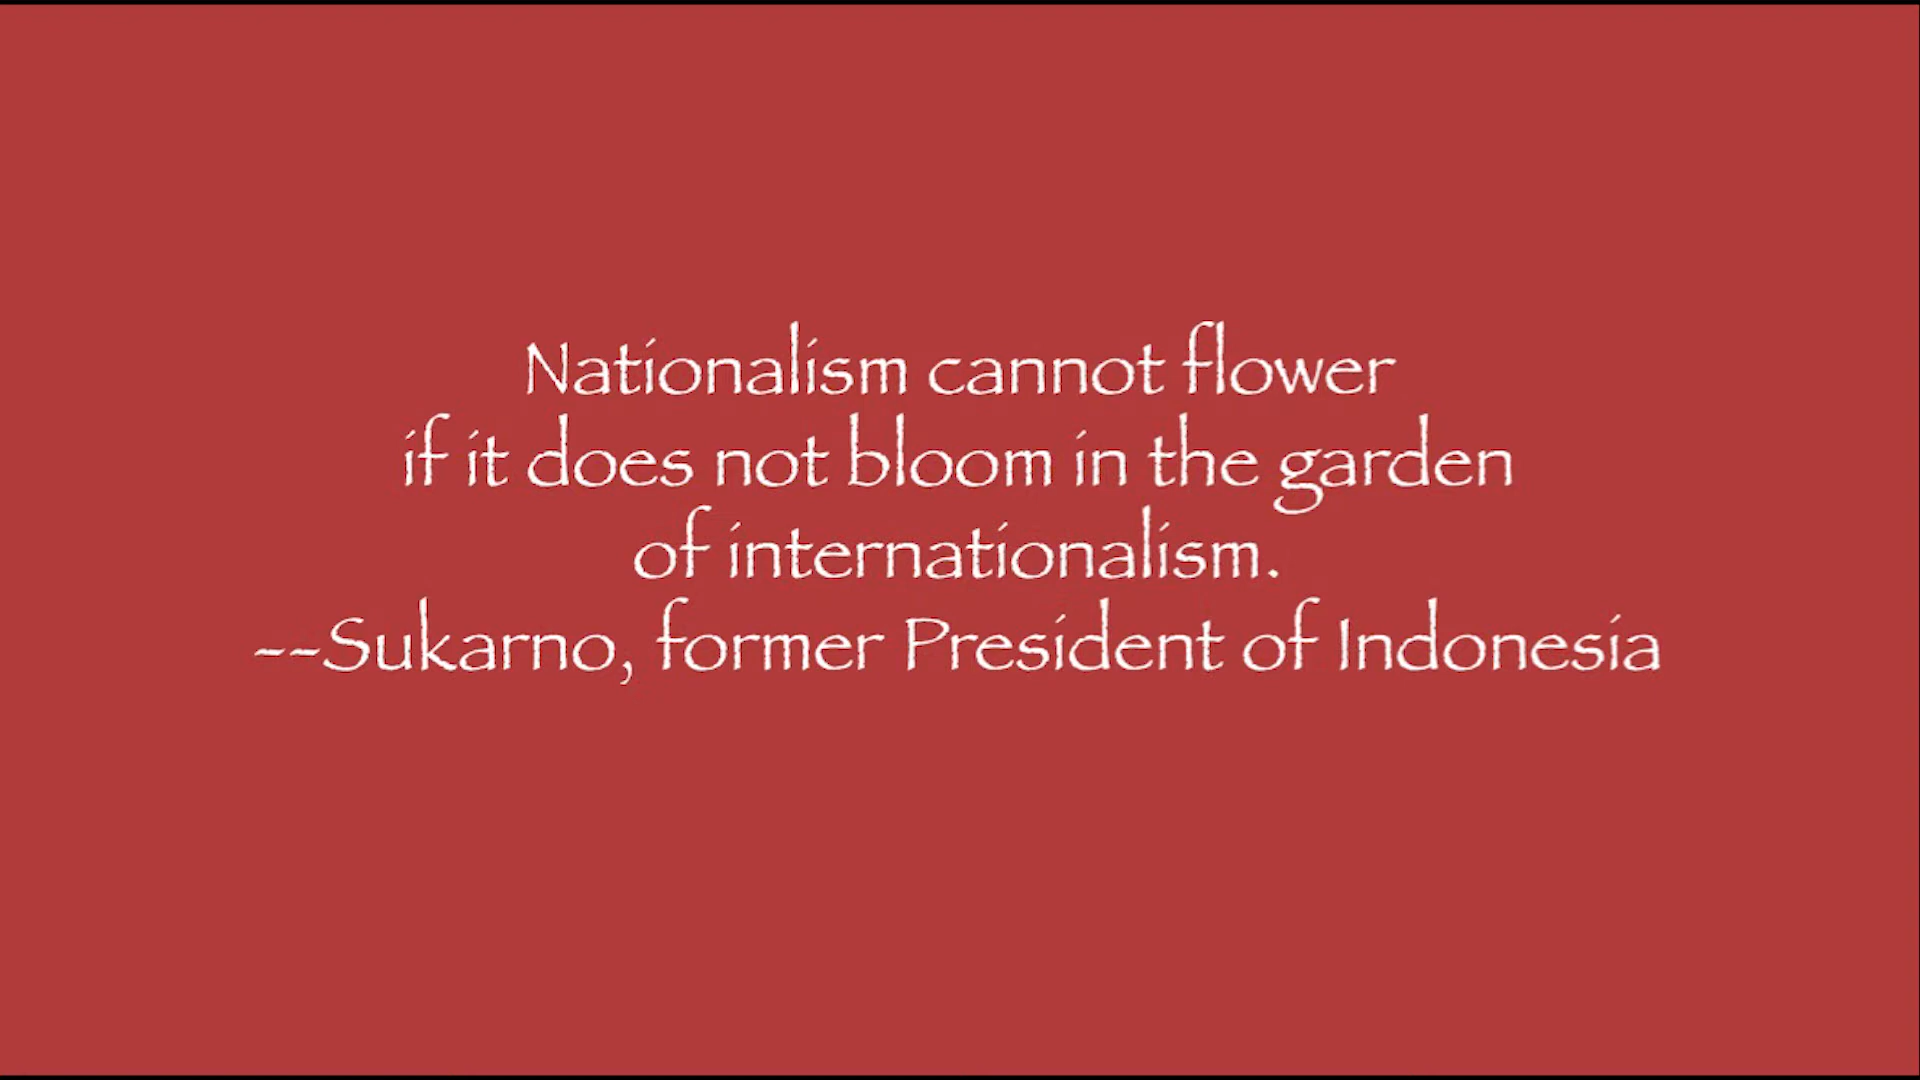 Nationalism cannot flower
if it does not bloom in the garden
of internationalism.
--Sukarno, former President of Indonesia